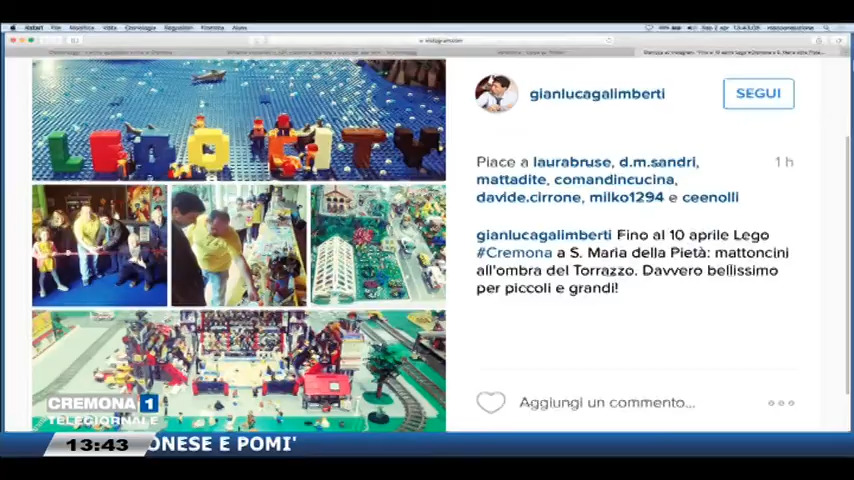 LEGO CITY
gianlucagalimberti
SEGUI
Piace a laurabruse, d.m.sandri,
1 h
mattadite, comandincucina,
davide.cirrone, milko1294 e ceenolli
gianlucagalimberti Fino al 10 aprile Lego
#Cremona a S. Maria della Pietà: mattoncini
all'ombra del Torrazzo. Davvero bellissimo
per piccoli e grandi!
Aggiungi un commento...
CREMONA 1
TELEGIORNALE
13:43
ONESE E POMI'